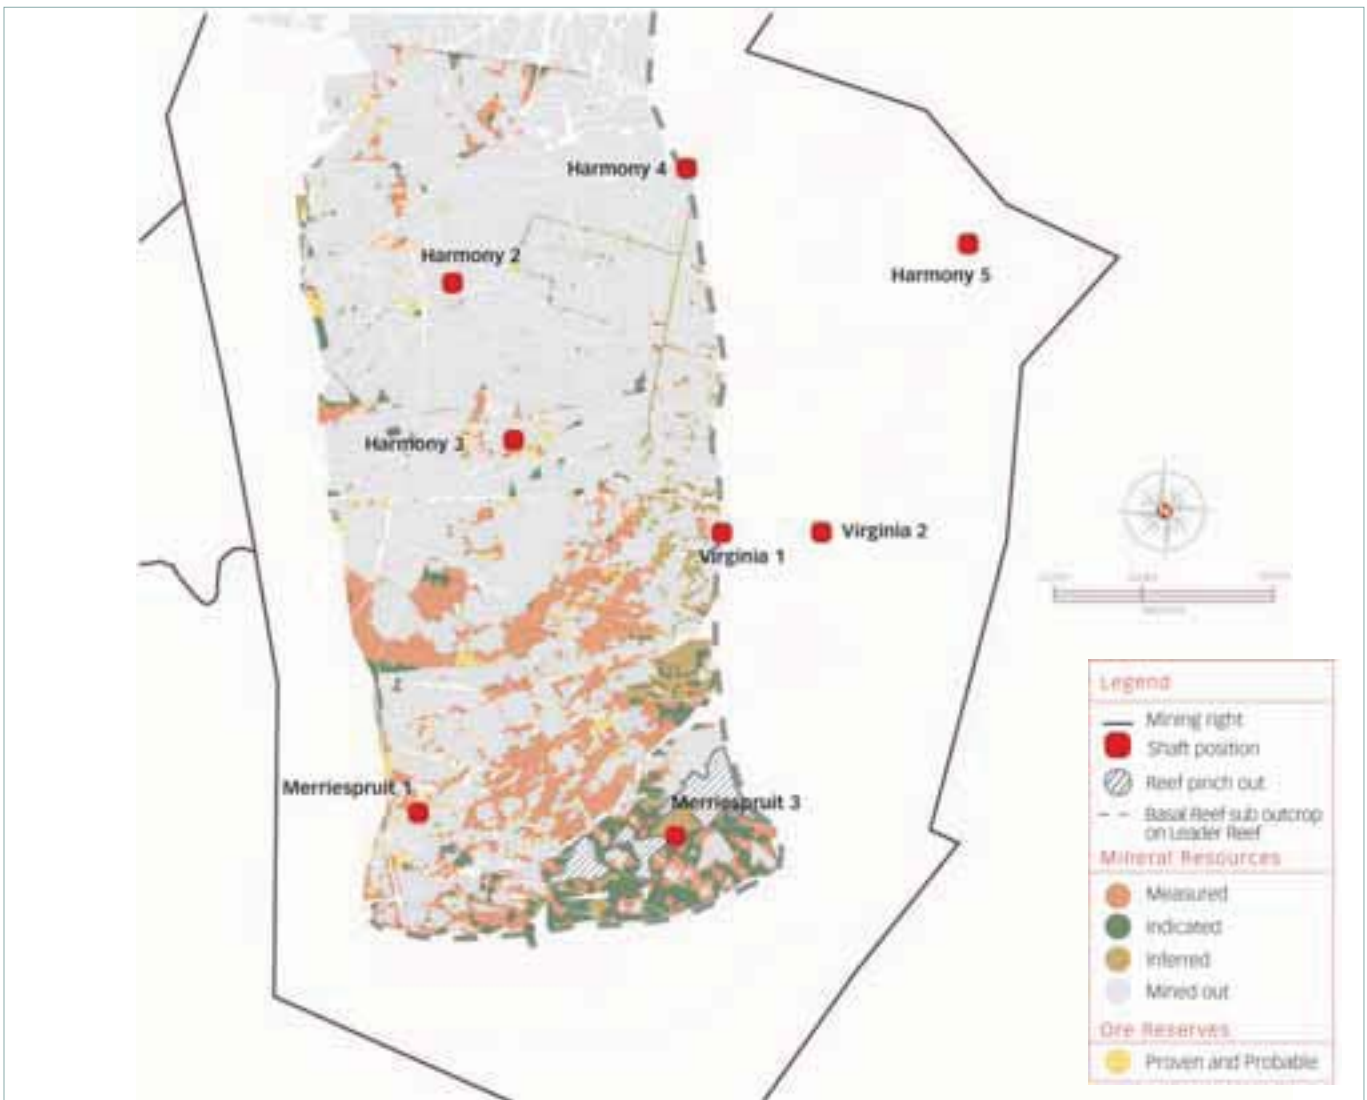 Harmony 4
Harmony 2
Harmony 5
Harmony 3
Virginia 1
Virginia 2
Merriespruit 1
Merriespruit 3
Legend
Mining right
Shaft position
Reef pinch out
Basal Reef sub outcrop
on Leader Reef
Mineral Resources
Measured
Indicated
Inferred
Mined out
Ore Reserves
Proven and Probable